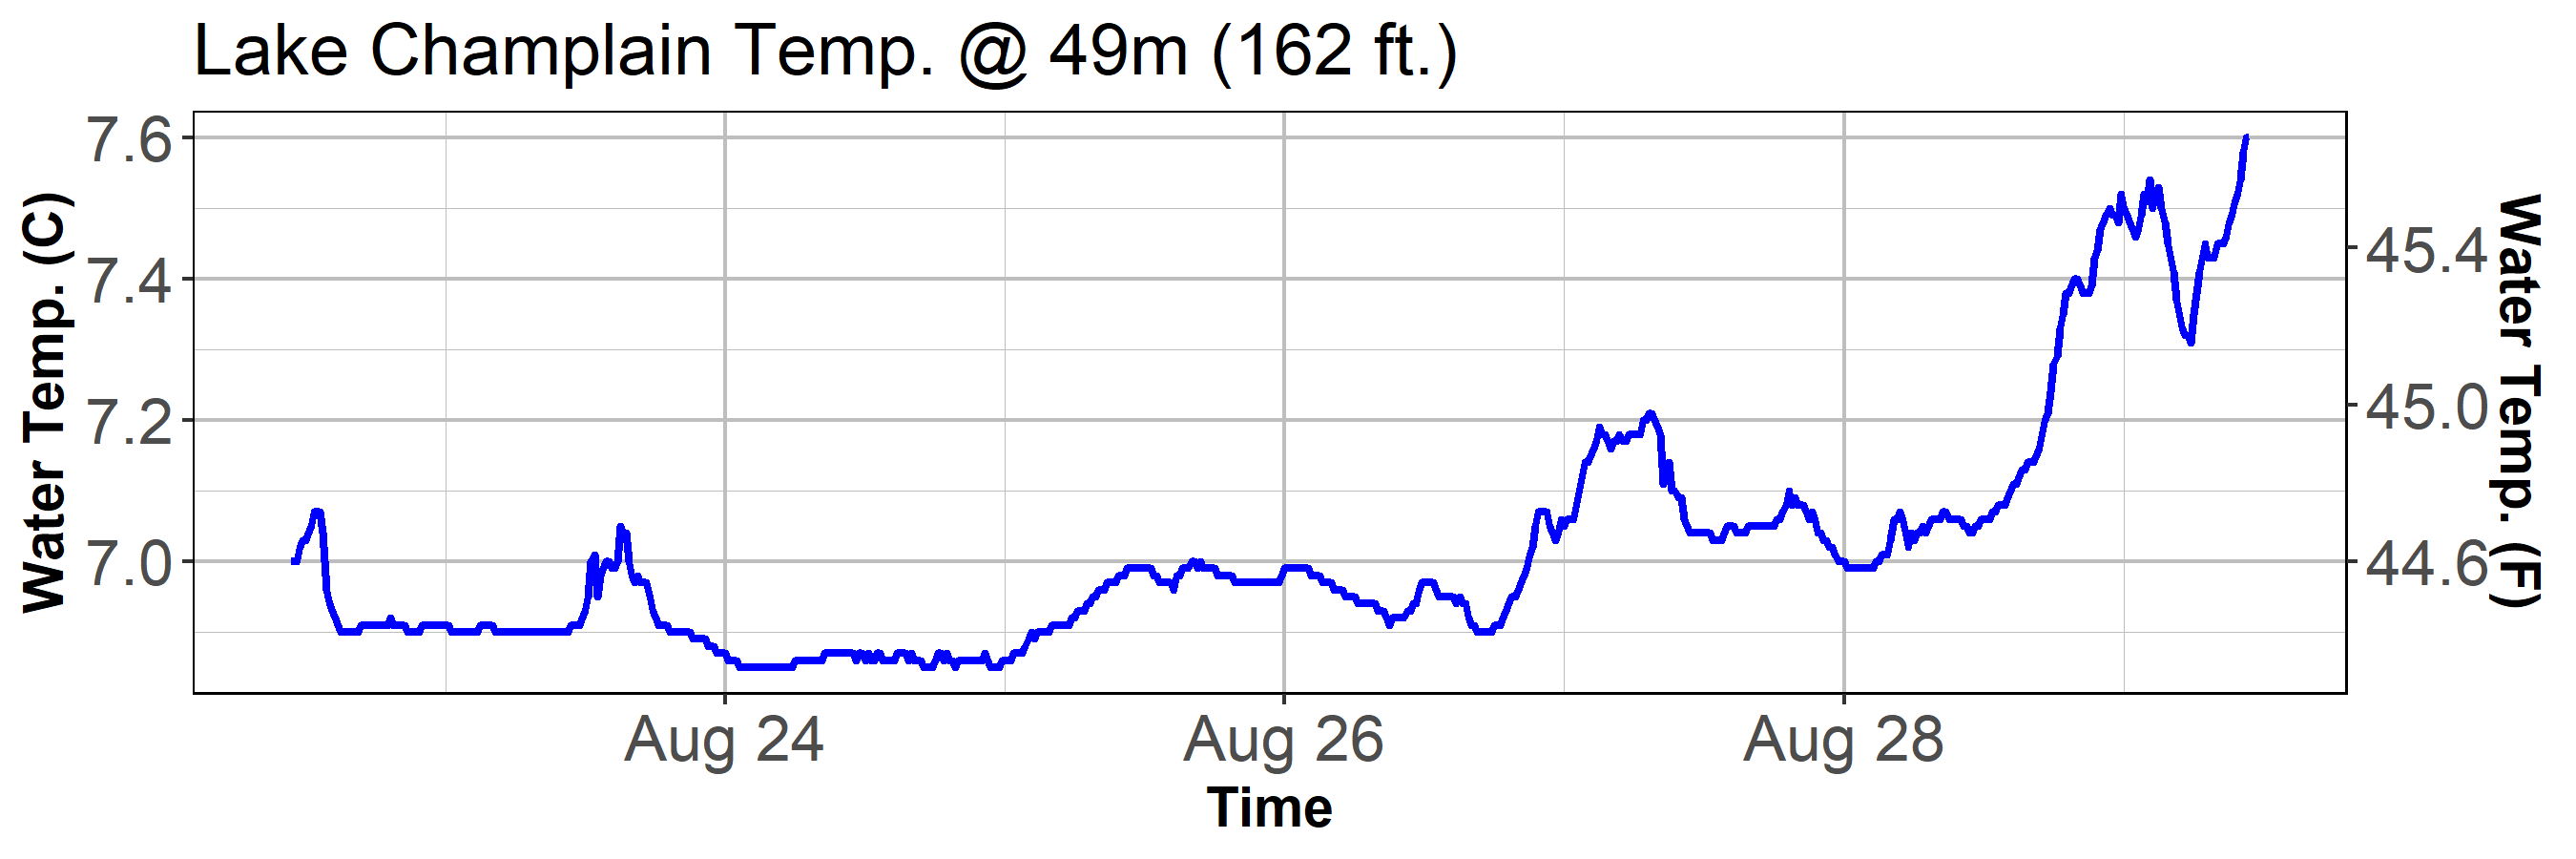 Lake Champlain Temp. @ 49m (162 ft.)
Water Temp. (C)
7.6
7.4
7.2
7.0
45.4
45.0
44.6
Water Temp. (F)
Aug 24
Aug 26
Aug 28
Time